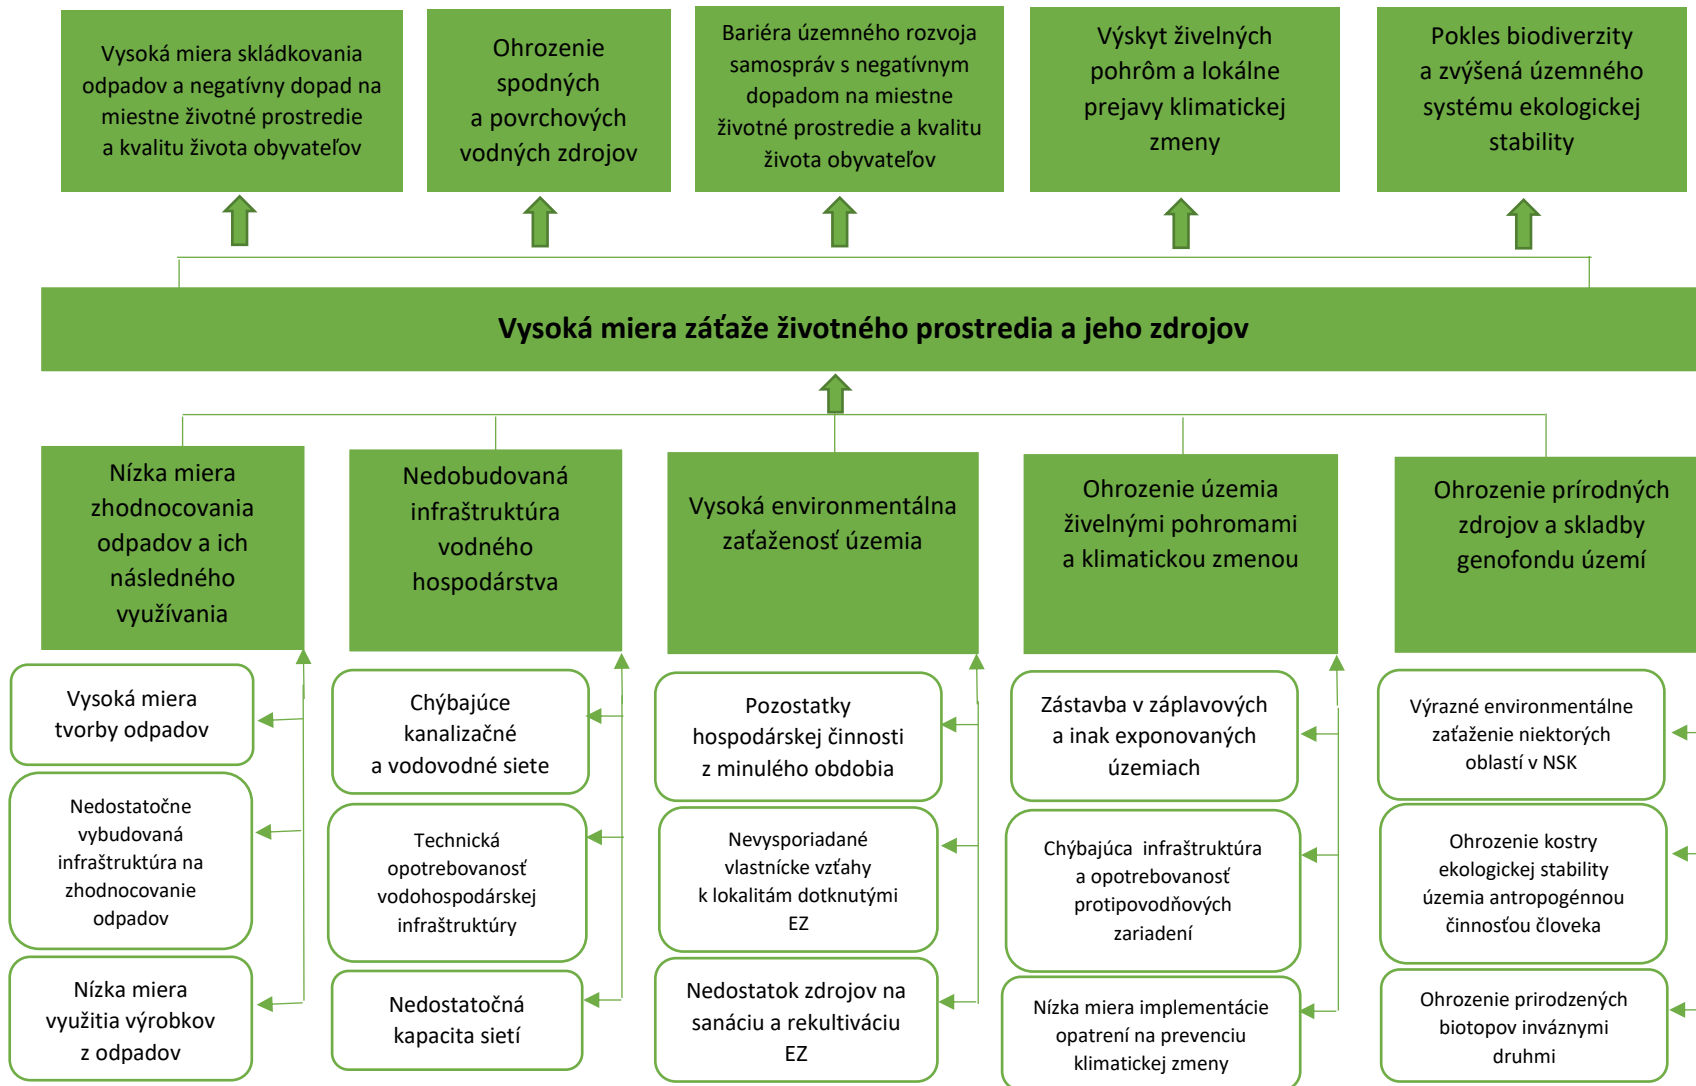 Vysoká miera skládkovania
odpadov a negatívny dopad na
miestne životné prostredie
a kvalitu života obyvateľov
Ohrozenie
spodných
a povrchových
vodných zdrojov
Bariéra územného rozvoja
samospráv s negatívnym
dopadom na miestne
životné prostredie a kvalitu
života obyvateľov
Výskyt živelných
pohrôm a lokálne
prejavy klimatickej
zmeny
Pokles biodiverzity
a zvýšená územného
systému ekologickej
stability
Vysoká miera záťaže životného prostredia a jeho zdrojov
Nízka miera
zhodnocovania
odpadov a ich
následného
využívania
Nedobudovaná
infraštruktúra
vodného
hospodárstva
Vysoká environmentálna
zaťaženosť územia
Ohrozenie územia
živelnými pohromami
a klimatickou zmenou
Ohrozenie prírodných
zdrojov a skladby
genofondu území
Vysoká miera
tvorby odpadov
Nedostatočne
vybudovaná
infraštruktúra na
zhodnocovanie
odpadov
Nízka miera
využitia výrobkov
z odpadov
Chýbajúce
kanalizačné
a vodovodné siete
Technická
opotrebovanosť
vodohospodárskej
infraštruktúry
Nedostatočná
kapacita sietí
Pozostatky
hospodárskej činnosti
z minulého obdobia
Nevysporiadané
vlastnícke vzťahy
k lokalitám dotknutými
EZ
Nedostatok zdrojov na
sanáciu a rekultiváciu
EZ
Zástavba v záplavových
a inak exponovaných
územiach
Chýbajúca  infraštruktúra
a opotrebovanosť
protipovodňových
zariadení
Nízka miera implementácie
opatrení na prevenciu
klimatickej zmeny
Výrazné environmentálne
zaťaženie niektorých
oblastí v NSK
Ohrozenie kostry
ekologickej stability
územia antropogénnou
činnosťou človeka
Ohrozenie prirodzených
biotopov inváznymi
druhmi